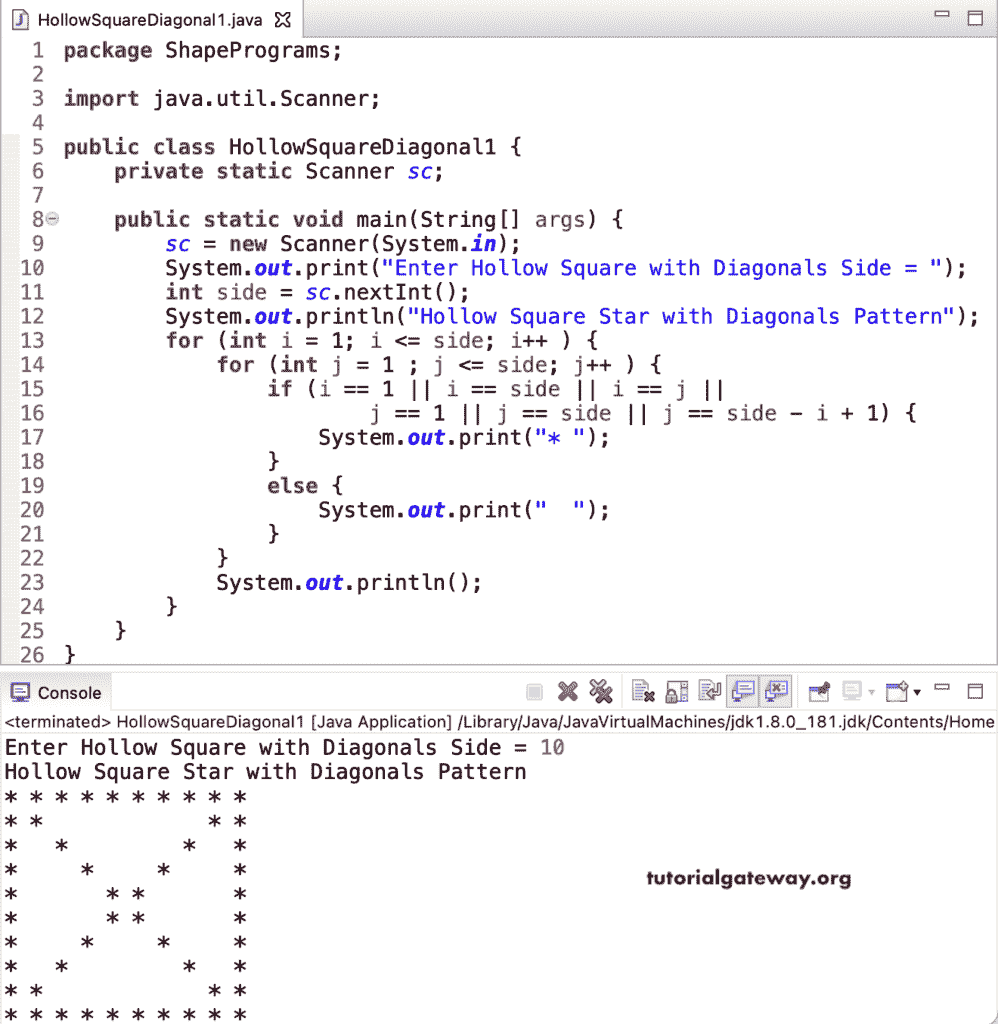 HollowSquareDiagonal1.java
1 package ShapePrograms;
2
3 import java.util.Scanner;
4
5 public class HollowSquareDiagonal1 {
6     private static Scanner sc;
7
8     public static void main(String[] args) {
9         sc = new Scanner(System.in);
10         System.out.print("Enter Hollow Square with Diagonals Side = ");
11         int side = sc.nextInt();
12         System.out.println("Hollow Square Star with Diagonals Pattern");
13         for (int i = 1; i <= side; i++ ) {
14             for (int j = 1 ; j <= side; j++ ) {
15                 if (i == 1 || i == side || i == j ||
16                         j == 1 || j == side || j == side - i + 1) {
17                     System.out.print("* ");
18                 }
19                 else {
20                     System.out.print("  ");
21                 }
22             }
23             System.out.println();
24         }
25     }
26 }
Console
<terminated> HollowSquareDiagonal1 [Java Application] /Library/Java/JavaVirtualMachines/jdk1.8.0_181.jdk/Contents/Home
Enter Hollow Square with Diagonals Side = 10
Hollow Square Star with Diagonals Pattern
* * * * * * * * * *
* *             * *
*   *         *   *
*     *     *     *
*       * *       *
*       * *       *
*     *     *     *
*   *         *   *
* *             * *
* * * * * * * * * *
tutorialgateway.org